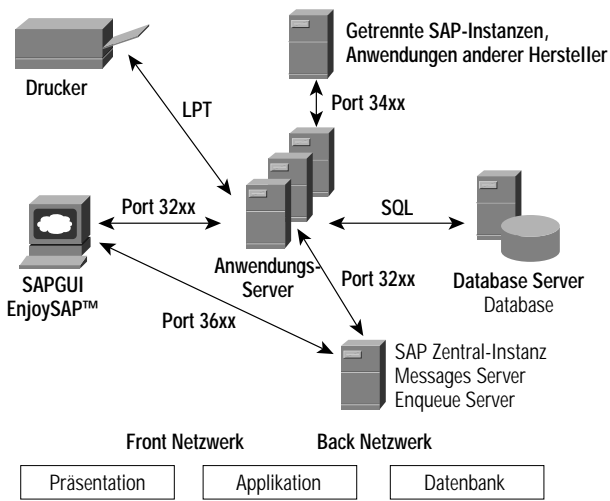 Getrennte SAP-Instanzen,
Anwendungen anderer Hersteller
Drucker
LPT
Port 34xx
Port 32xx
SQL
SAPGUI
EnjoySAP™
Anwendungs-
Server
Port 32xx
Database Server
Database
Port 36xx
SAP Zentral-Instanz
Messages Server
Enqueue Server
Front Netzwerk
Back Netzwerk
Präsentation
Applikation
Datenbank